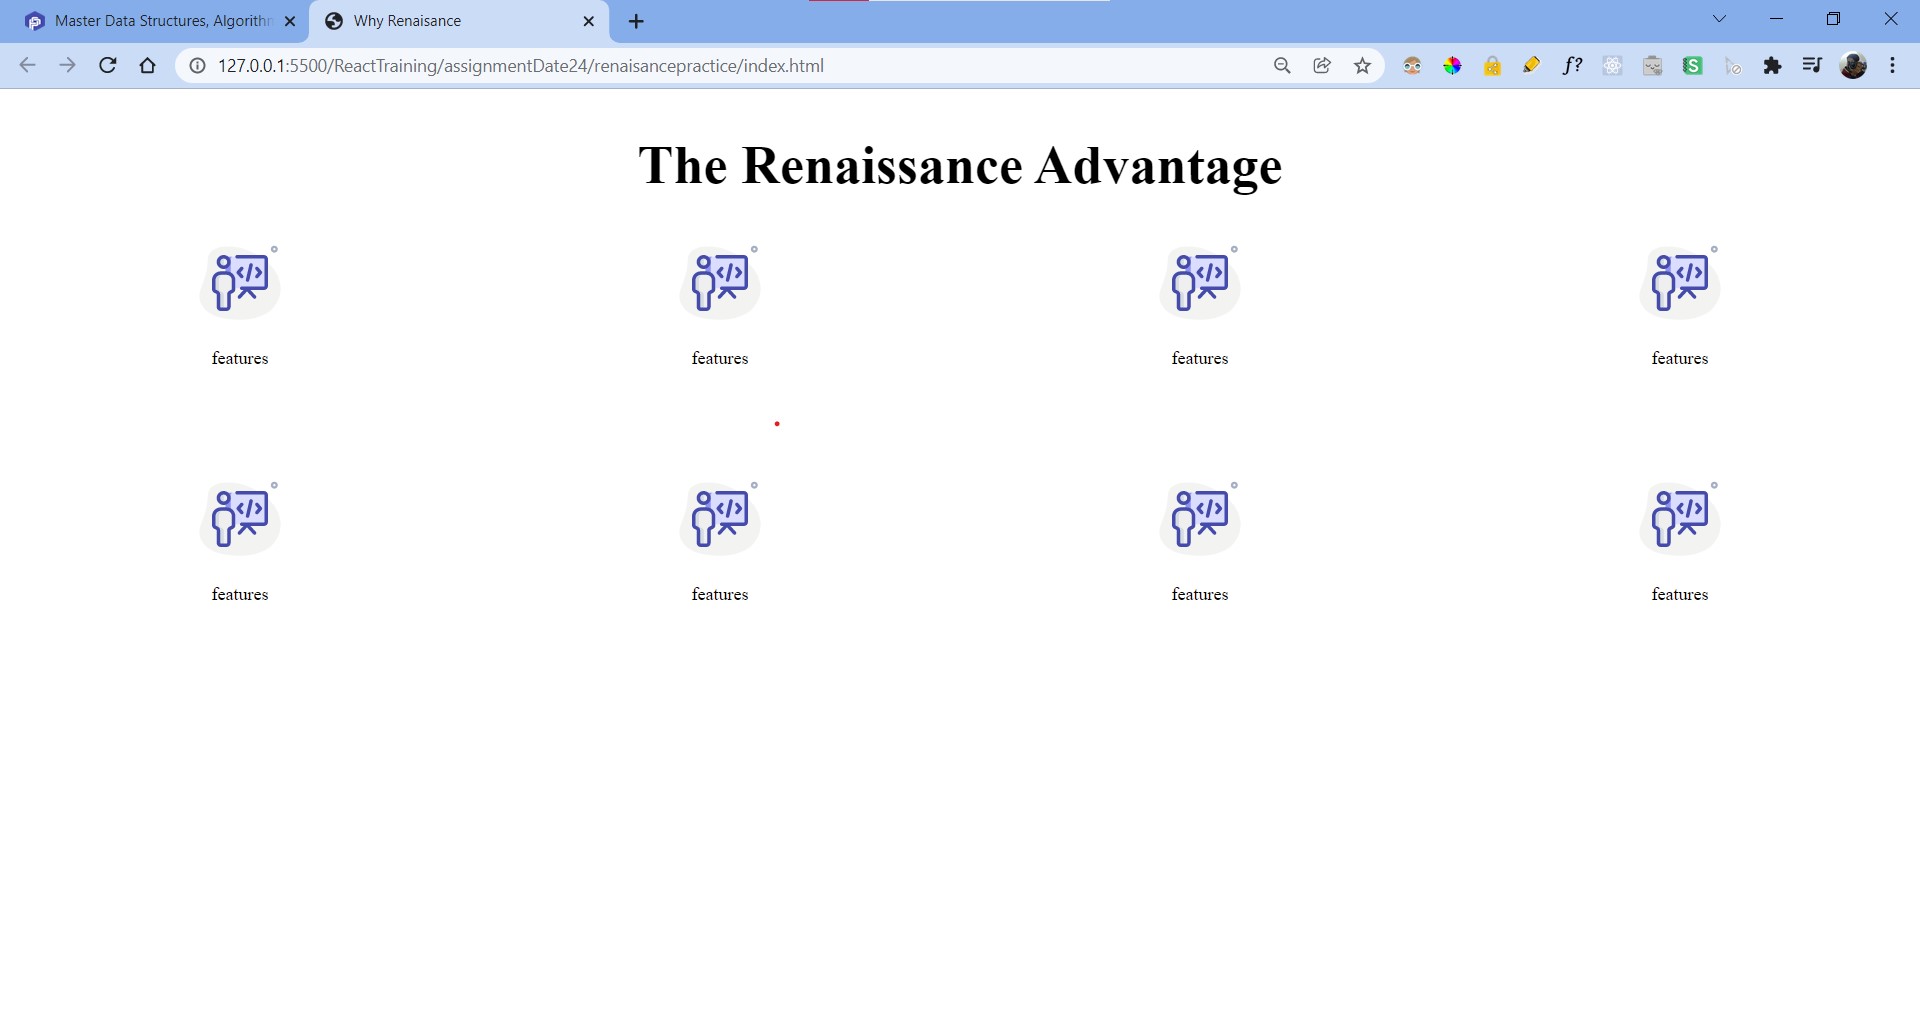 Master Data Structures, Algorithm
Why Renaisance
127.0.0.1:5500/ReactTraining/assignmentDate24/renaisancepractice/index.html
f?
S
The Renaissance Advantage
</> </> </> </>
features features features features
</> </> </> </>
features features features features